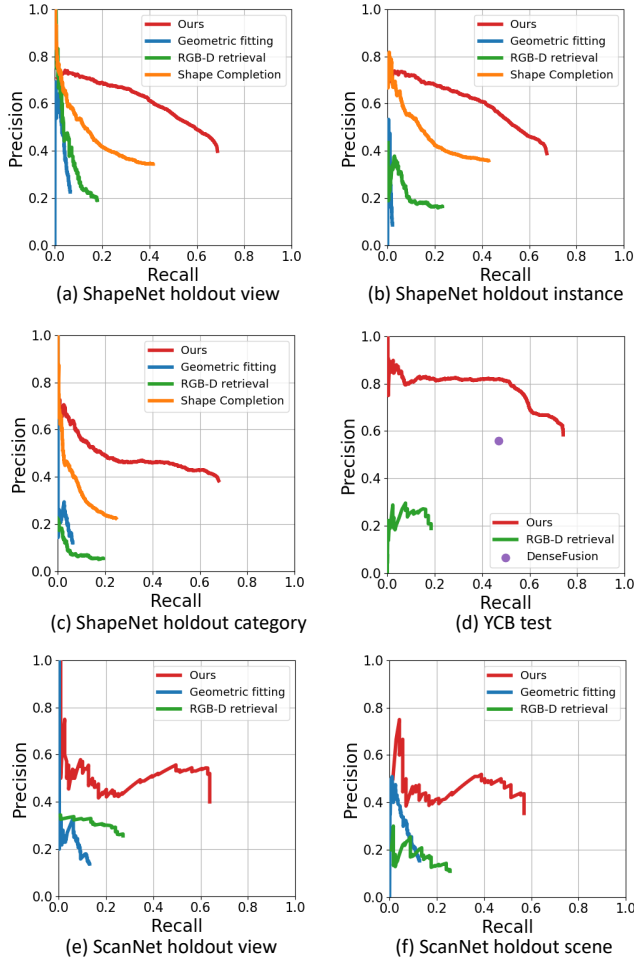 1.0
0.8
0.6
0.4
0.2
0.0
Precision
Ours
Geometric fitting
RGB-D retrieval
Shape Completion
0.0 0.2 0.4 0.6 0.8 1.0
Recall
(a) ShapeNet holdout view
1.0
0.8
0.6
0.4
0.2
0.0
Precision
Ours
Geometric fitting
RGB-D retrieval
Shape Completion
0.0 0.2 0.4 0.6 0.8 1.0
Recall
(b) ShapeNet holdout instance
1.0
0.8
0.6
0.4
0.2
0.0
Precision
Ours
Geometric fitting
RGB-D retrieval
Shape Completion
0.0 0.2 0.4 0.6 0.8 1.0
Recall
(c) ShapeNet holdout category
1.0
0.8
0.6
0.4
0.2
0.0
Precision
Ours
RGB-D retrieval
DenseFusion
0.0 0.2 0.4 0.6 0.8 1.0
Recall
(d) YCB test
1.0
0.8
0.6
0.4
0.2
0.0
Precision
Ours
Geometric fitting
RGB-D retrieval
0.0 0.2 0.4 0.6 0.8 1.0
Recall
(e) ScanNet holdout view
1.0
0.8
0.6
0.4
0.2
0.0
Precision
Ours
Geometric fitting
RGB-D retrieval
0.0 0.2 0.4 0.6 0.8 1.0
Recall
(f) ScanNet holdout scene